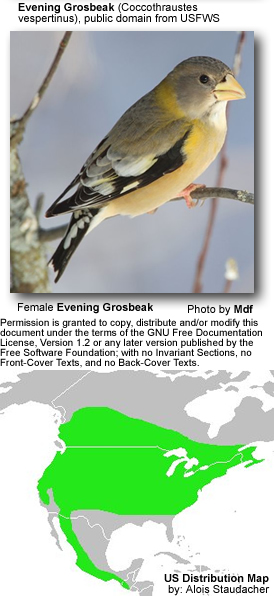 Evening Grosbeak (Coccothraustes
vespertinus), public domain from USFWS
Female Evening Grosbeak
Photo by Mdf
Permission is granted to copy, distribute and/or modify this
document under the terms of the GNU Free Documentation
License, Version 1.2 or any later version published by the
Free Software Foundation; with no Invariant Sections, no
Front-Cover Texts, and no Back-Cover Texts.
US Distribution Map
by: Alois Staudacher